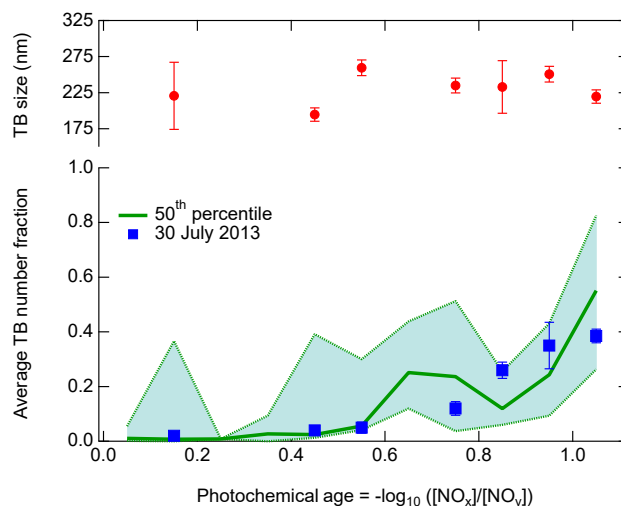 TB size (nm)
325
275
225
175
Average TB number fraction
1.0
0.8
0.6
0.4
0.2
0.0
50th percentile
30 July 2013
0.0 0.2 0.4 0.6 0.8 1.0
Photochemical age = -log10 ([NOx]/[NOy])